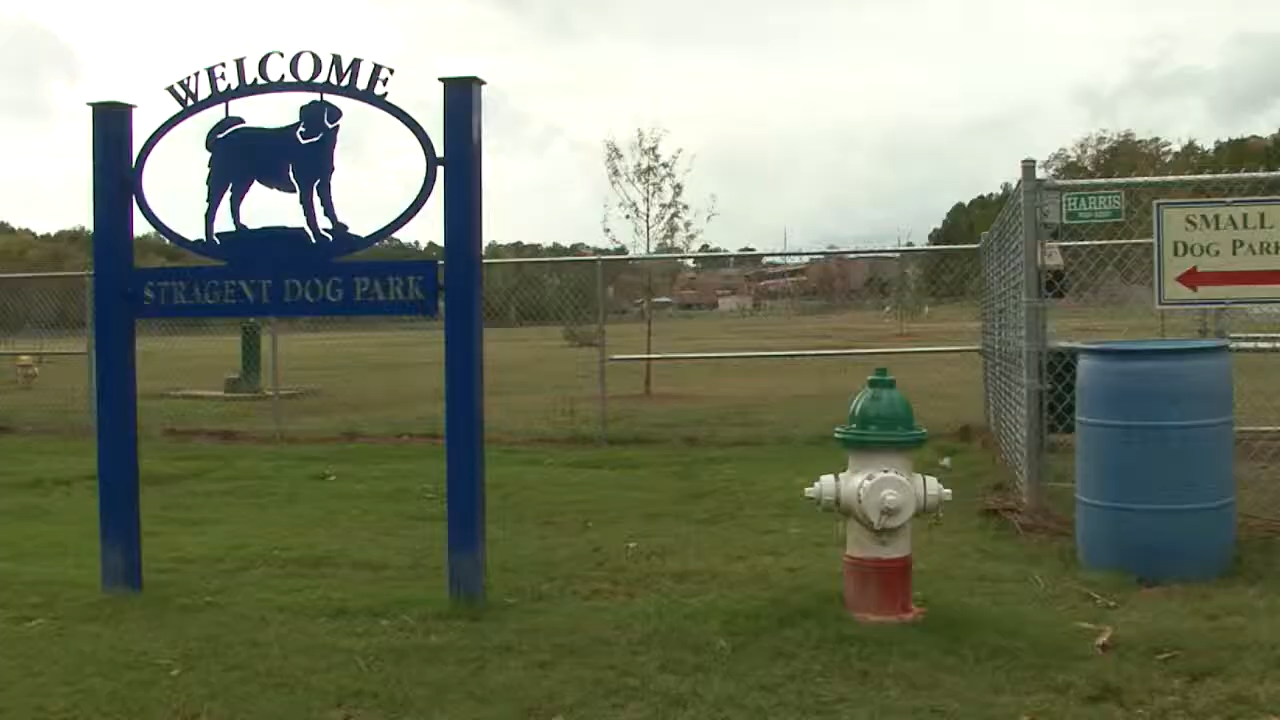 WELCOME
STRAGENT DOG PARK
HARRIS
SMALL
DOG PARK